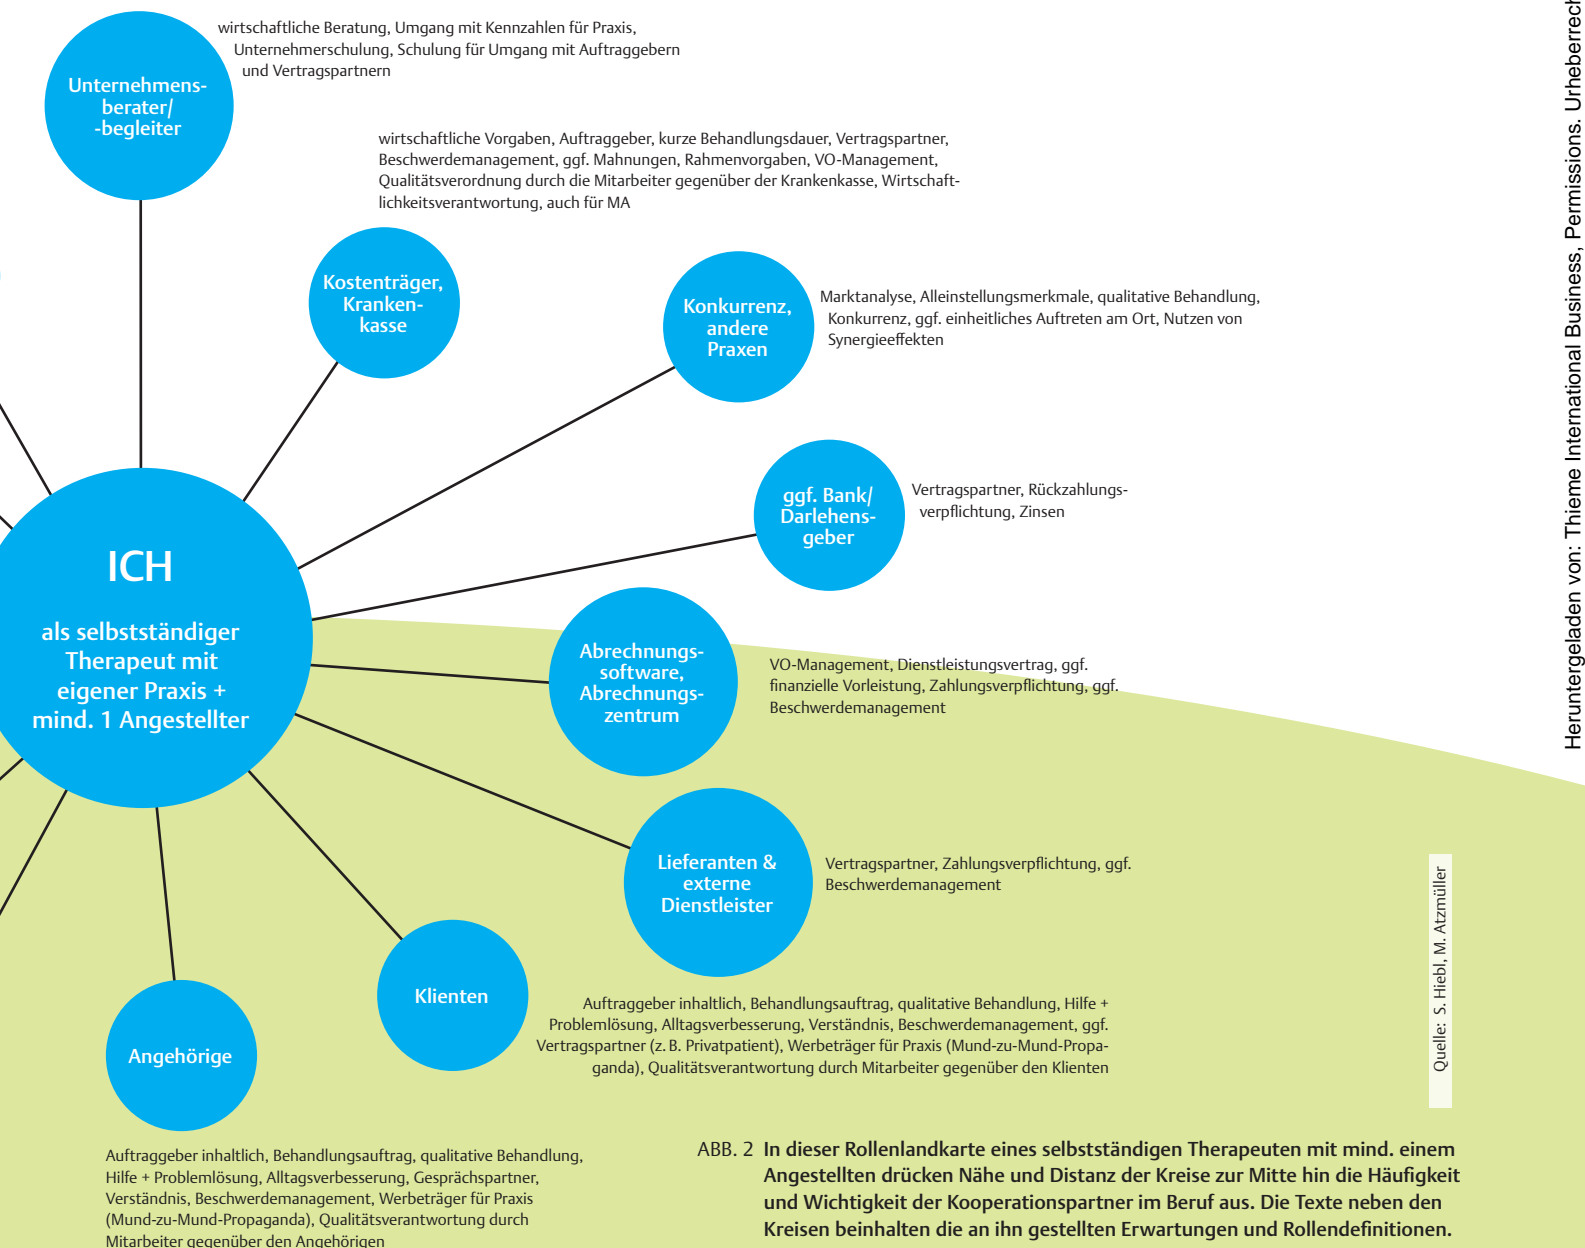 Unternehmens-
berater/
-begleiter
wirtschaftliche Beratung, Umgang mit Kennzahlen für Praxis,
Unternehmerschulung, Schulung für Umgang mit Auftraggebern
und Vertragspartnern
wirtschaftliche Vorgaben, Auftraggeber, kurze Behandlungsdauer, Vertragspartner,
Beschwerdemanagement, ggf. Mahnungen, Rahmenvorgaben, VO-Management,
Qualitätsverordnung durch die Mitarbeiter gegenüber der Krankenkasse, Wirtschaft-
lichkeitsverantwortung, auch für MA
Kostenträger,
Kranken-
kasse
Konkurrenz,
andere
Praxen
Marktanalyse, Alleinstellungsmerkmale, qualitative Behandlung,
Konkurrenz, ggf. einheitliches Auftreten am Ort, Nutzen von
Synergieeffekten
ggf. Bank/
Darlehens-
geber
Vertragspartner, Rückzahlungs-
verpflichtung, Zinsen
ICH
als selbstständiger
Therapeut mit
eigener Praxis +
mind. 1 Angestellter
Abrechnungs-
software,
Abrechnungs-
zentrum
VO-Management, Dienstleistungsvertrag, ggf.
finanzielle Vorleistung, Zahlungsverpflichtung, ggf.
Beschwerdemanagement
Lieferanten &
externe
Dienstleister
Vertragspartner, Zahlungsverpflichtung, ggf.
Beschwerdemanagement
Klienten
Auftraggeber inhaltlich, Behandlungsauftrag, qualitative Behandlung, Hilfe +
Problemlösung, Alltagsverbesserung, Verständnis, Beschwerdemanagement, ggf.
Vertragspartner (z. B. Privatpatient), Werbeträger für Praxis (Mund-zu-Mund-Propa-
ganda), Qualitätsverantwortung durch Mitarbeiter gegenüber den Klienten
Angehörige
Auftraggeber inhaltlich, Behandlungsauftrag, qualitative Behandlung,
Hilfe + Problemlösung, Alltagsverbesserung, Gesprächspartner,
Verständnis, Beschwerdemanagement, Werbeträger für Praxis
(Mund-zu-Mund-Propaganda), Qualitätsverantwortung durch
Mitarbeiter gegenüber den Angehörigen
ABB. 2 In dieser Rollenlandkarte eines selbstständigen Therapeuten mit mind. einem
Angestellten drücken Nähe und Distanz der Kreise zur Mitte hin die Häufigkeit
und Wichtigkeit der Kooperationspartner im Beruf aus. Die Texte neben den
Kreisen beinhalten die an ihn gestellten Erwartungen und Rollendefinitionen.
Quelle: S. Hiebl, M. Atzmüller
Heruntergeladen von: Thieme International Business, Permissions. Urheberrech